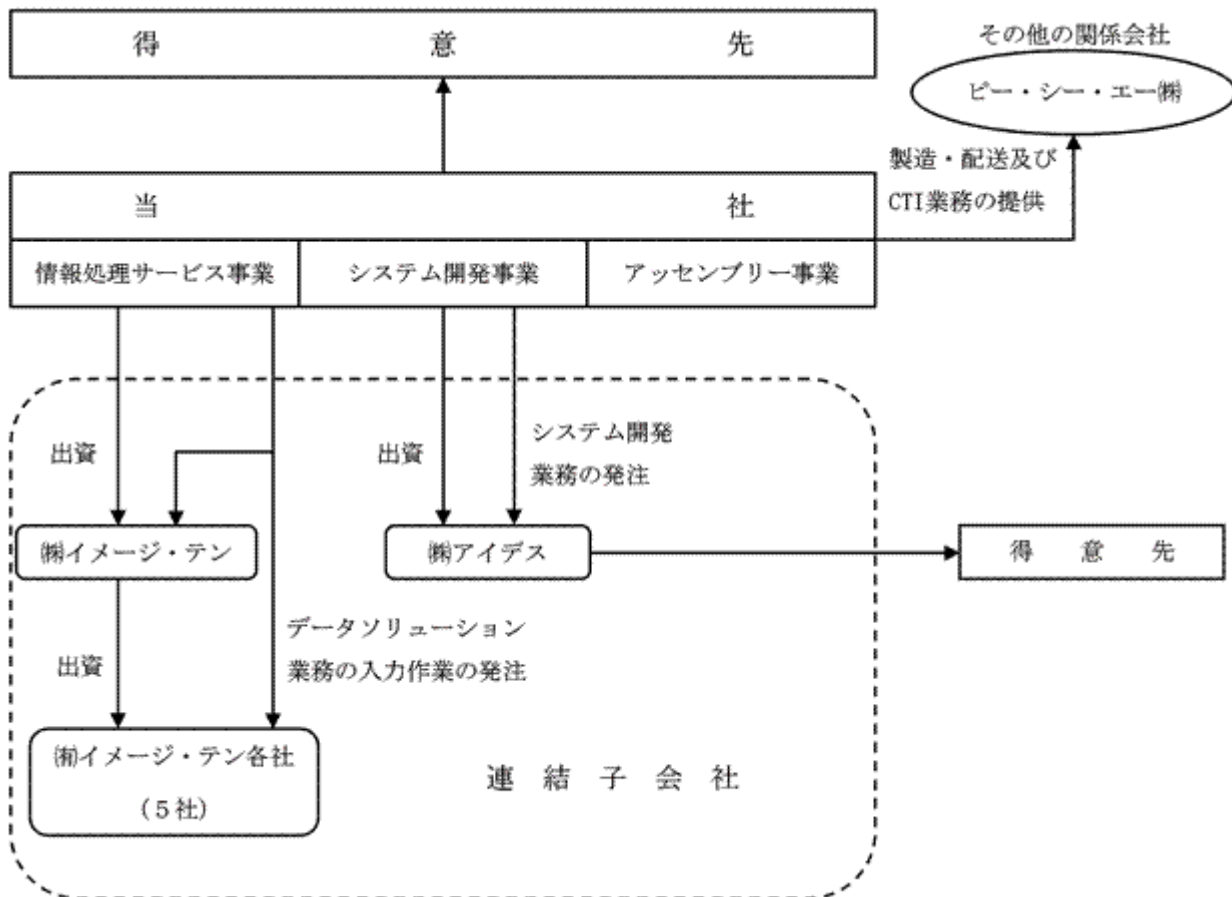 得意先
その他の関係会社
ピー・シー・エー㈱
製造・配送及び
CTI業務の提供
当社
情報処理サービス事業
システム開発事業
アッセンブリー事業
出資
出資
システム開発
業務の発注
㈱イメージ・テン
㈱アイデス
得意先
出資
データソリューション
業務の入力作業の発注
㈲イメージ・テン各社
(5社)
連結子会社